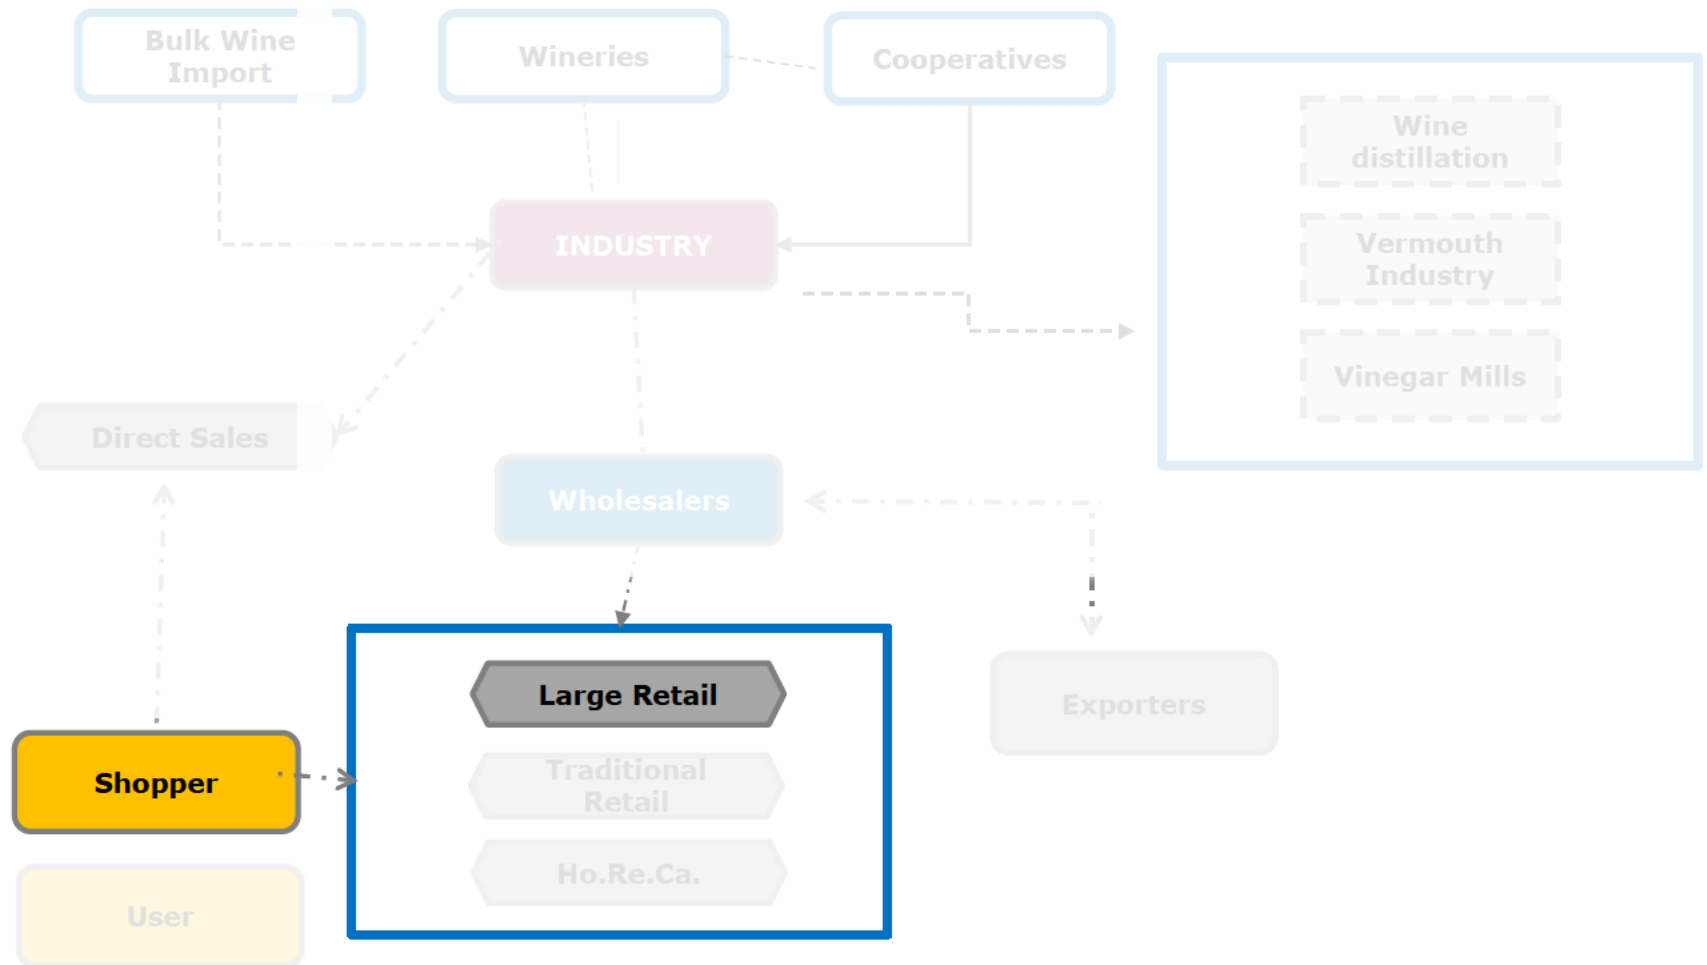 Bulk Wine
Import
Wineries
Cooperatives
Wine
distillation
INDUSTRY
Vermouth
Industry
Vinegar Mills
Direct Sales
Wholesalers
Large Retail
Exporters
Traditional
Retail
Shopper
Ho.Re.Ca.
User